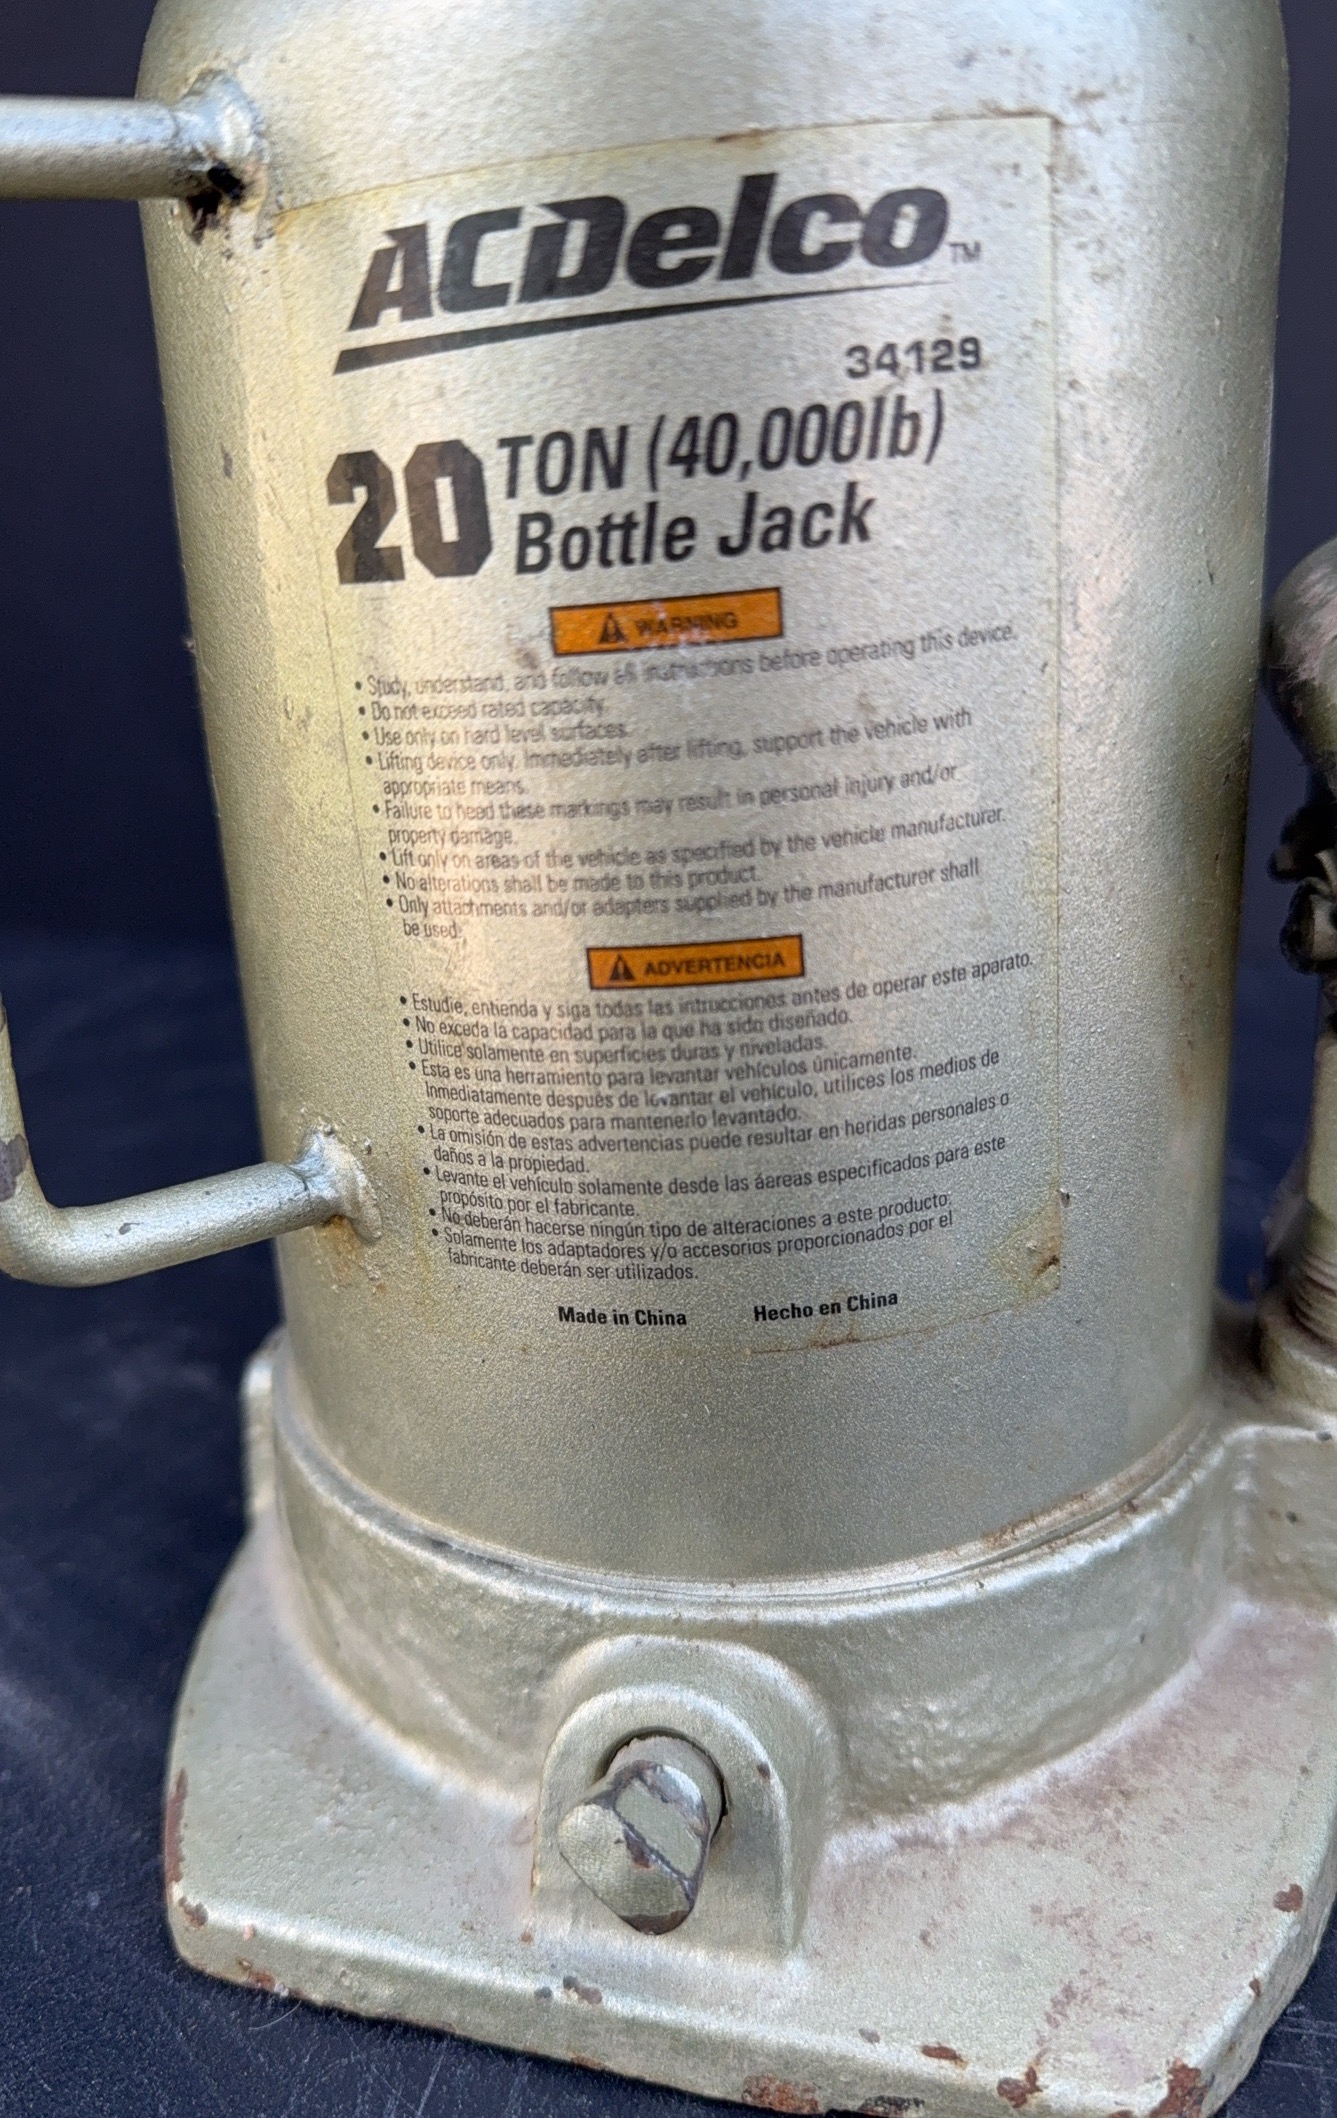 ACDelco TM
34129
20 TON (40,000lb)
Bottle Jack
WARNING
• Study, understand, and follow all instructions before operating this device.
• Do not exceed rated capacity.
• Use only on hard level surfaces.
• Lifting device only. Immediately after lifting, support the vehicle with
appropriate means.
• Failure to heed these markings may result in personal injury and/or
property damage.
• Lift only on areas of the vehicle as specified by the vehicle manufacturer.
• No alterations shall be made to this product.
• Only attachments and/or adapters supplied by the manufacturer shall
be used.
ADVERTENCIA
• Estudie, entienda y siga todas las intrucciones antes de operar este aparato.
• No exceda la capacidad para la que ha sido diseñado.
• Utilice solamente en superficies duras y niveladas.
• Esta es una herramiento para levantar vehículos únicamente.
Inmediatamente después de levantar el vehículo, utilices los medios de
soporte adecuados para mantenerlo levantado.
• La omisión de estas advertencias puede resultar en heridas personales o
daños a la propiedad.
• Levante el vehículo solamente desde las áareas especificados para este
propósito por el fabricante.
• No deberán hacerse ningún tipo de alteraciones a este producto.
• Solamente los adaptadores y/o accesorios proporcionados por el
fabricante deberán ser utilizados.
Made in China Hecho en China